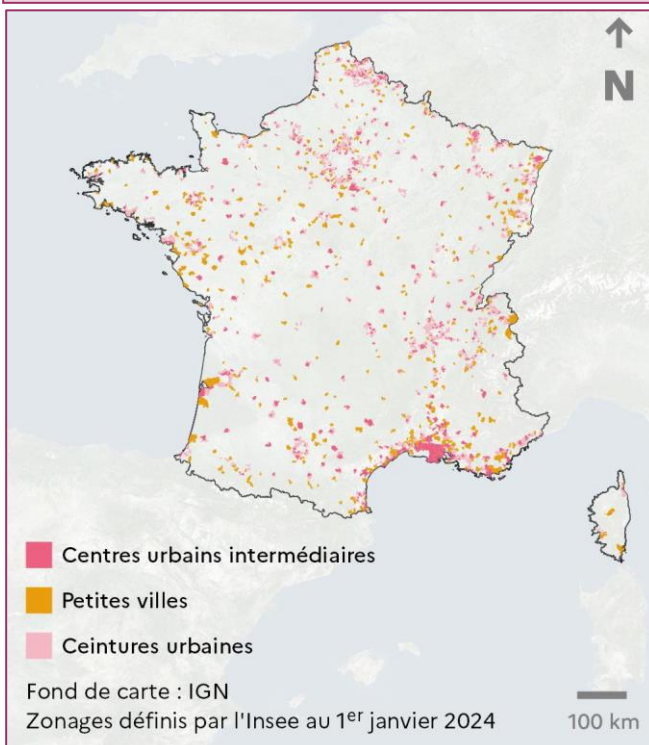 N
Centres urbains intermédiaires
Petites villes
Ceintures urbaines
Fond de carte : IGN
Zonages définis par l'Insee au 1er janvier 2024
100 km